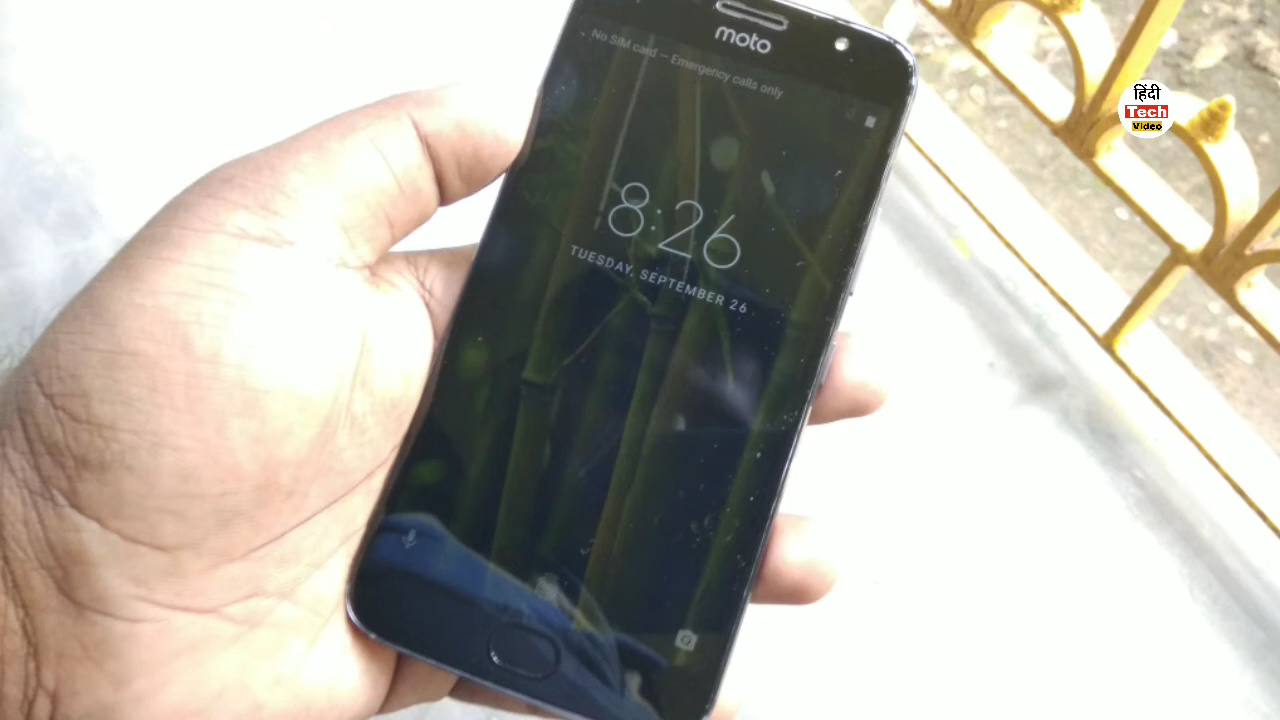 moto
No SIM card — Emergency calls only
8:26
TUESDAY, SEPTEMBER 26
हिंदी
Tech
Video